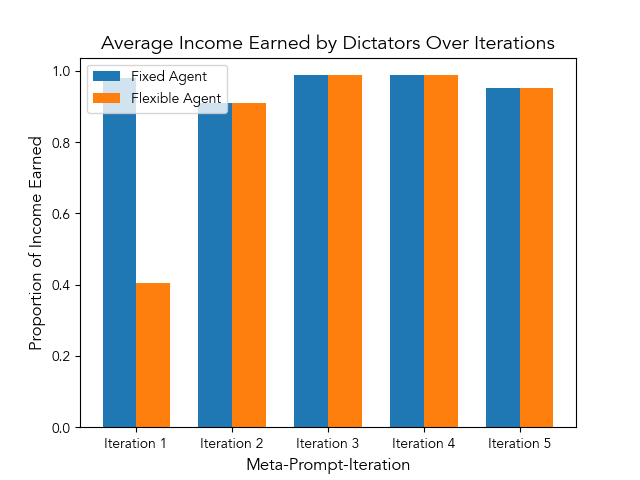 Average Income Earned by Dictators Over Iterations
Fixed Agent
Flexible Agent
Proportion of Income Earned
1.0
0.8
0.6
0.4
0.2
0.0
Iteration 1 Iteration 2 Iteration 3 Iteration 4 Iteration 5
Meta-Prompt-Iteration